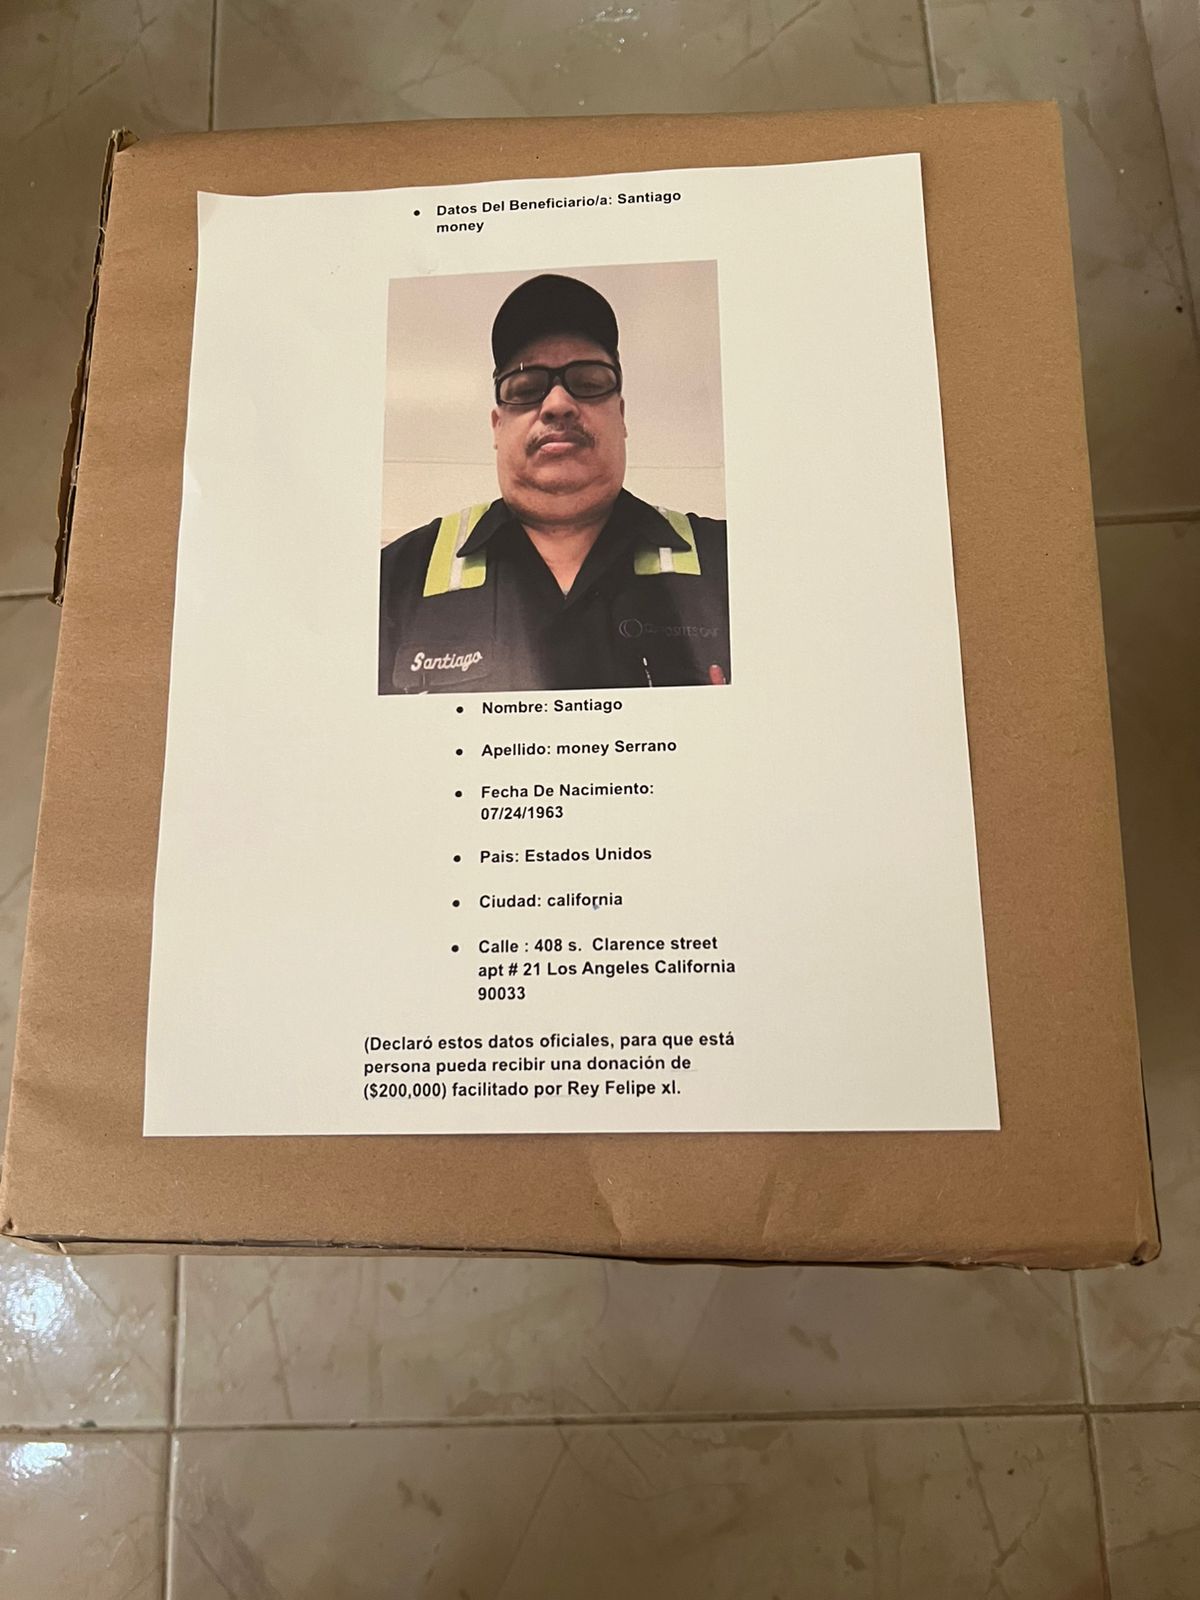 • Datos Del Beneficiario/a: Santiago
money
Santiago
• Nombre: Santiago
• Apellido: money Serrano
• Fecha De Nacimiento:
07/24/1963
• Pais: Estados Unidos
• Ciudad: california
• Calle : 408 s. Clarence street
apt # 21 Los Angeles California
90033
(Declaró estos datos oficiales, para que está
persona pueda recibir una donación de
($200,000) facilitado por Rey Felipe xl.